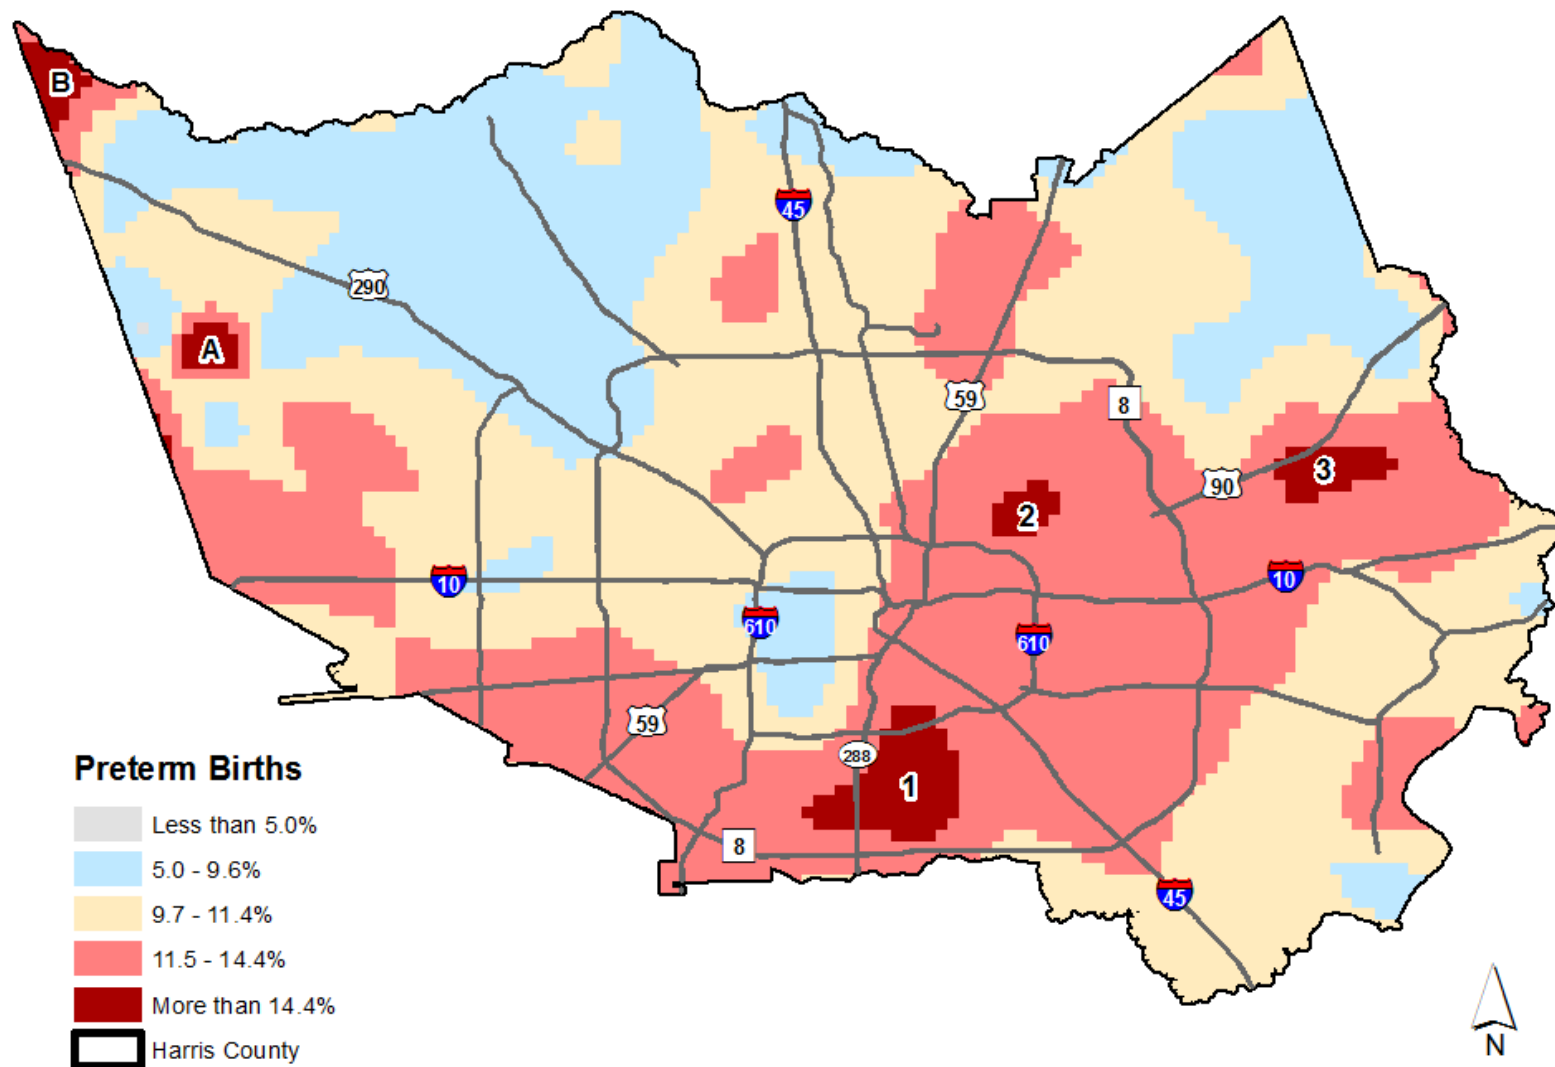 B
45
290
A
59
8
3
90
2
10
10
610
610
59
288
1
8
45
Preterm Births
Less than 5.0%
5.0 - 9.6%
9.7 - 11.4%
11.5 - 14.4%
More than 14.4%
Harris County
N